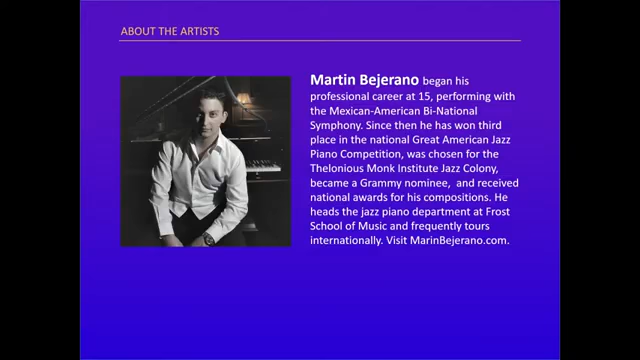 ABOUT THE ARTISTS
Martin Bejerano began his
professional career at 15, performing with
the Mexican-American Bi-National
Symphony. Since then he has won third
place in the national Great American Jazz
Piano Competition, was chosen for the
Thelonious Monk Institute Jazz Colony,
became a Grammy nominee, and received
national awards for his compositions. He
heads the jazz piano department at Frost
School of Music and frequently tours
internationally. Visit MarinBejerano.com.